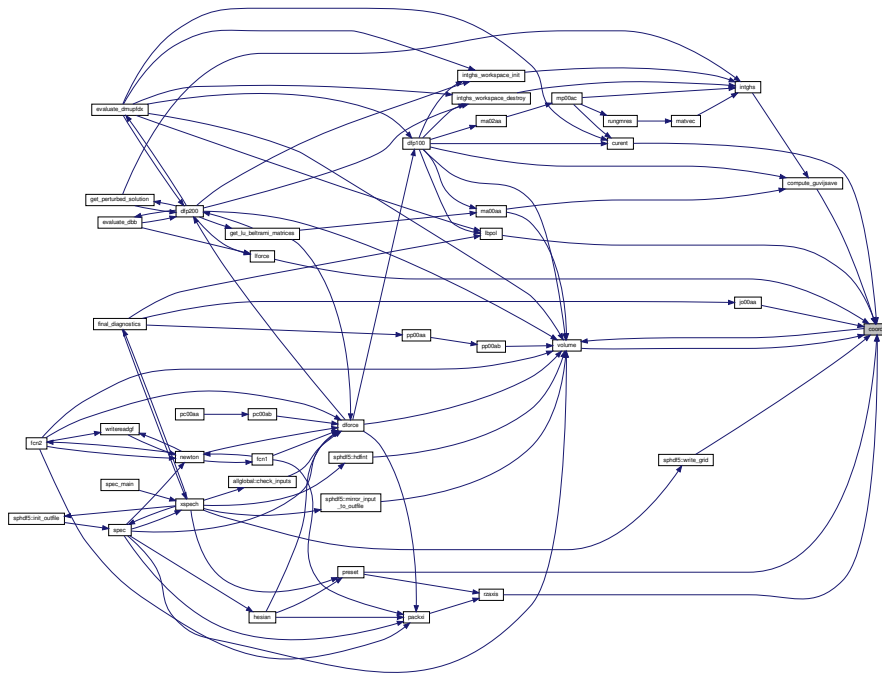 intghs_workspace_init
intghs
intghs_workspace_destroy
mp00ac
evaluate_dmupfdx
ma02aa
rungmres
matvec
dfp100
curent
compute_guvijsave
get_perturbed_solution
dfp200
ma00aa
evaluate_dbb
get_lu_beltrami_matrices
lbpol
lforce
jo00aa
final_diagnostics
coords
pp00aa
pp00ab
volume
pc00aa
pc00ab
dforce
writereadgf
fcn2
newton
fcn1
sphdf5::hdfint
sphdf5::write_grid
spec_main
allglobal::check_inputs
xspech
sphdf5::mirror_input
_to_outfile
sphdf5::init_outfile
spec
preset
rzaxis
hesian
packxi